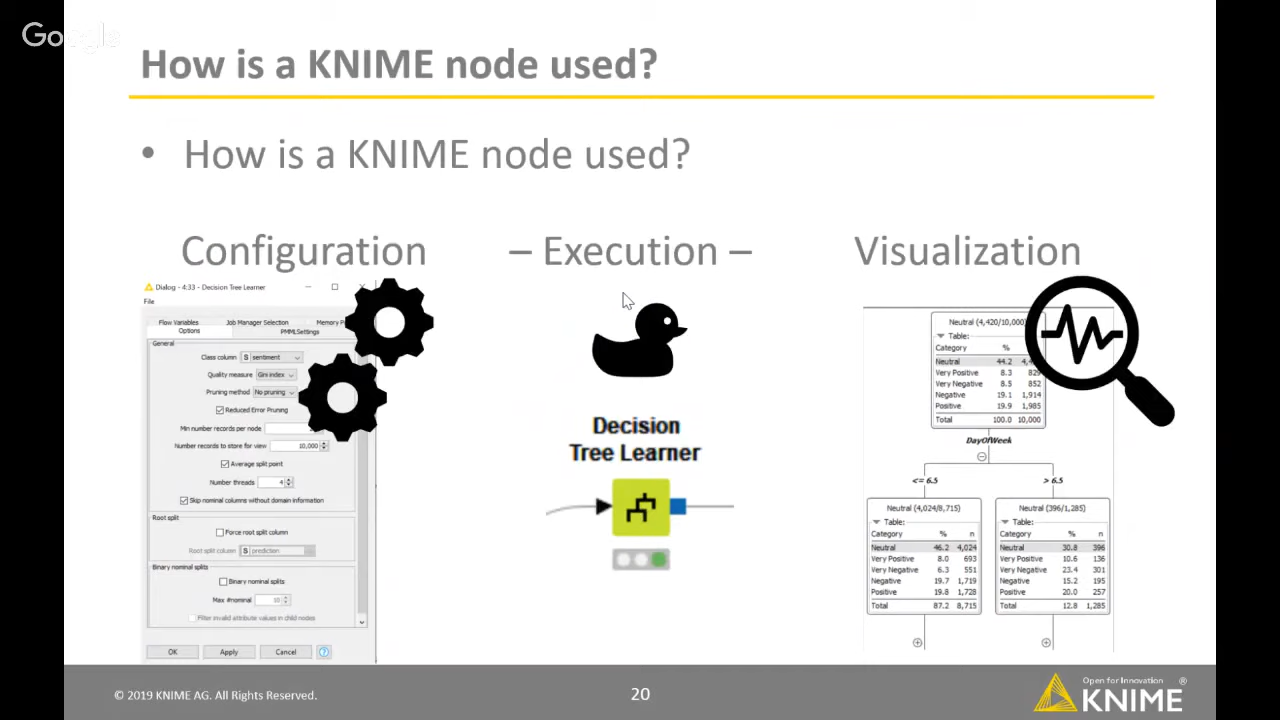 Google
How is a KNIME node used?
• How is a KNIME node used?
Configuration – Execution – Visualization
Dialog - 4:33 - Decision Tree Learner
File
Flow Variables Job Manager Selection Memory
Options PMMLSettings
General
Class column S sentiment
Quality measure Gini index
Pruning method No pruning
Reduced Error Pruning
Min number records per node
Number records to store for view 10,000
Average split point
Number threads 4
Skip nominal columns without domain information
Root split
Force root split column
Root split column S prediction
Binary nominal splits
Binary nominal splits
Max #nominal 10
Filter invalid attribute values in child nodes
OK Apply Cancel ?
Decision
Tree Learner
Neutral (4,420/10,000)
Table:
Category %
Neutral 44.2
Very Positive 8.3 829
Very Negative 8.5 852
Negative 19.1 1,914
Positive 19.9 1,985
Total 100.0 10,000
DayOfWeek
<= 6.5 > 6.5
Neutral (4,024/8,715)
Table:
Category % n
Neutral 46.2 4,024
Very Positive 8.0 693
Very Negative 6.3 551
Negative 19.7 1,719
Positive 19.8 1,728
Total 87.2 8,715
Neutral (396/1,285)
Table:
Category % n
Neutral 30.8 396
Very Positive 10.6 136
Very Negative 23.4 301
Negative 15.2 195
Positive 20.0 257
Total 12.8 1,285
© 2019 KNIME AG. All Rights Reserved.
20
Open for Innovation ®
KNIME